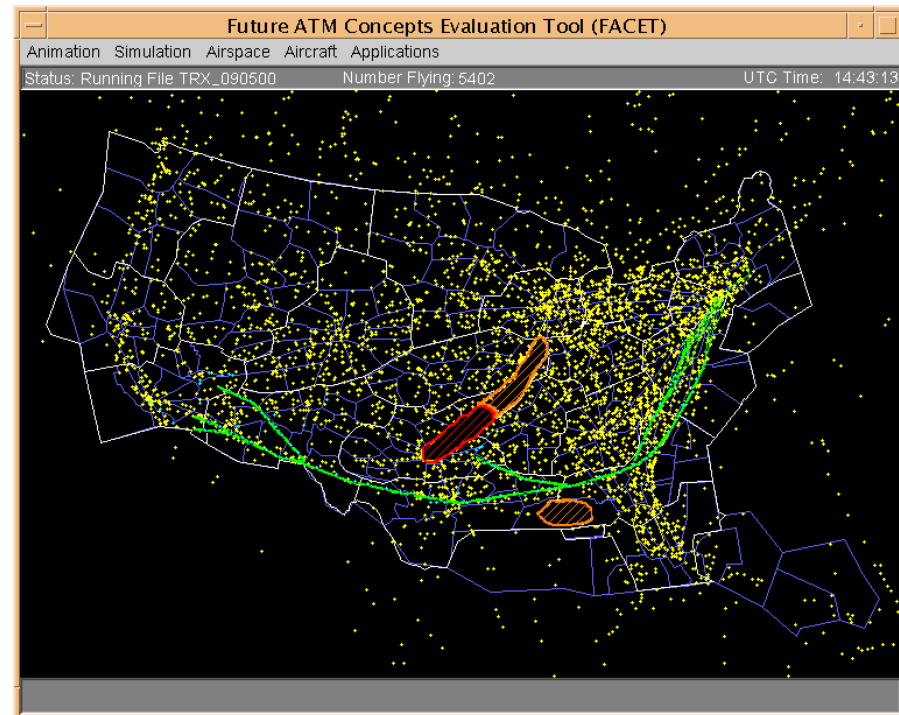 Future ATM Concepts Evaluation Tool (FACET)
Animation Simulation Airspace Aircraft Applications
Status: Running File TRX_090500 Number Flying: 5402 UTC Time: 14:43:13